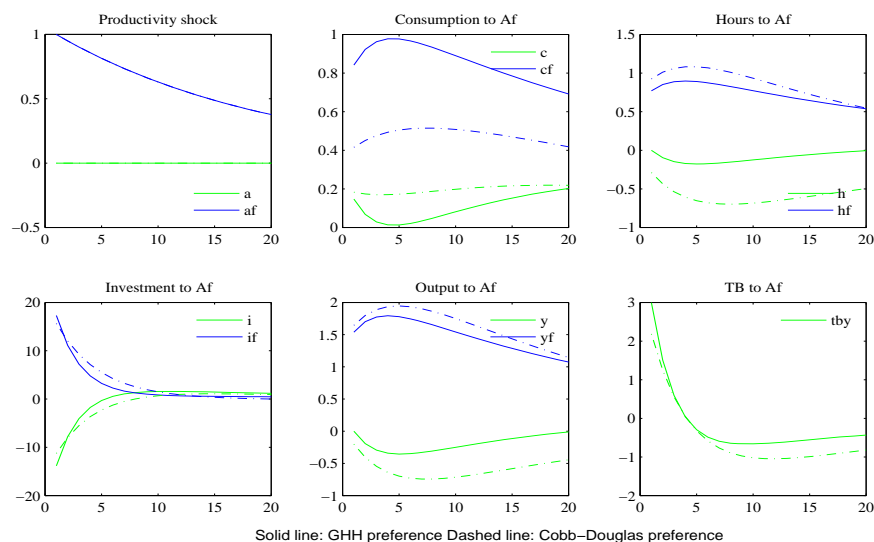 Productivity shock
1
0.5
0
−0.5
0 5 10 15 20
a
af
Consumption to Af
1
0.8
0.6
0.4
0.2
0
0 5 10 15 20
c
cf
Hours to Af
1.5
1
0.5
0
−0.5
−1
0 5 10 15 20
h
hf
Investment to Af
20
10
0
−10
−20
0 5 10 15 20
i
if
Output to Af
2
1.5
1
0.5
0
−0.5
−1
0 5 10 15 20
y
yf
TB to Af
3
2
1
0
−1
−2
0 5 10 15 20
tby
Solid line: GHH preference Dashed line: Cobb−Douglas preference